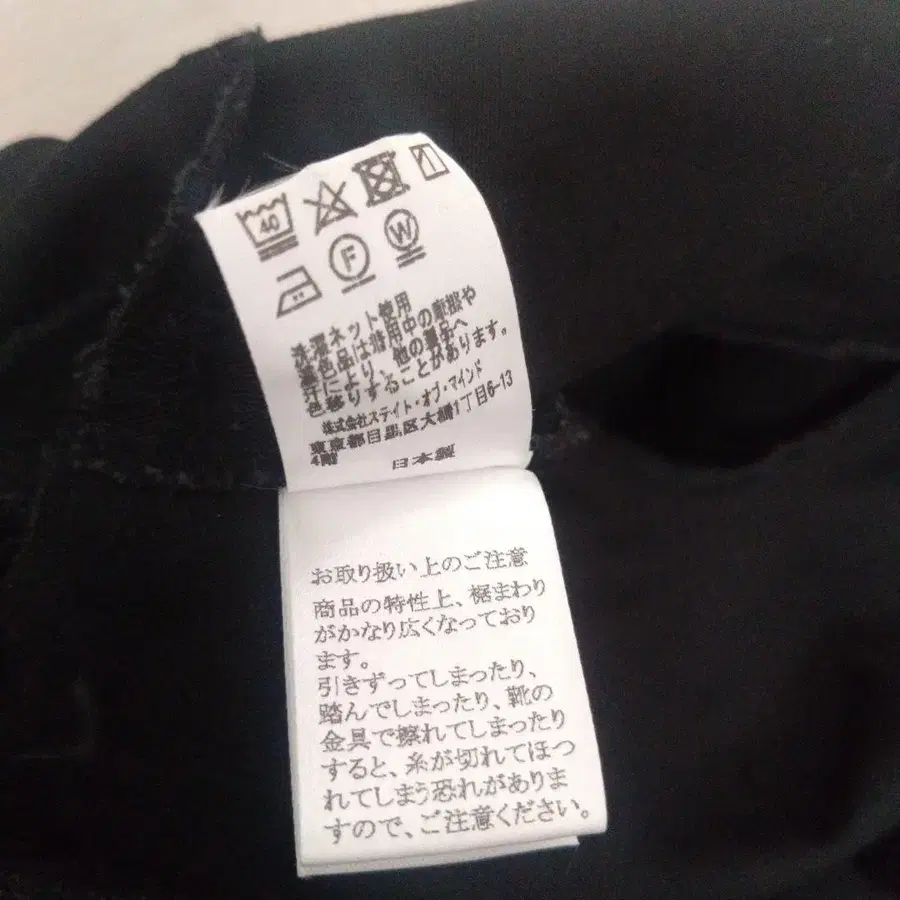 40
F
W
洗濯ネット使用
濃色品は着用中の摩擦や
汗により、他の製品へ
色移りすることがあります。
株式会社ステイト・オブ・マインド
東京都目黒区大橋1丁目6-13
4階
日本製
お取り扱い上のご注意
商品の特性上、裾まわり
がかなり広くなっており
ます。
引きずってしまったり、
踏んでしまったり、靴の
金具で擦れてしまったり
すると、糸が切れてほつ
れてしまう恐れがありま
すので、ご注意ください。